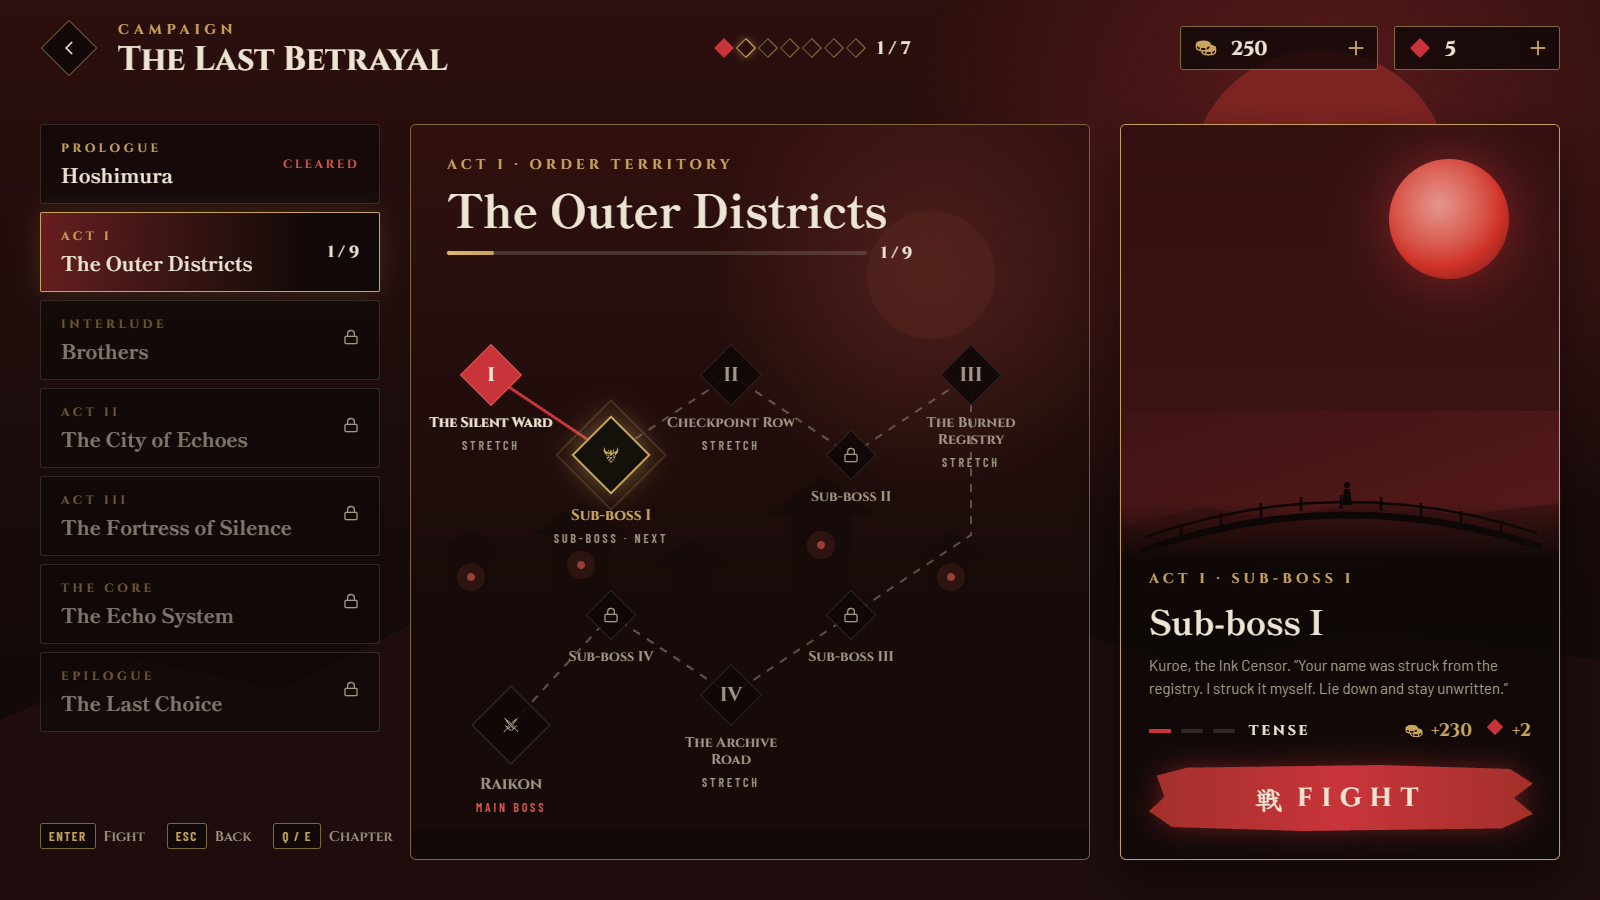 CAMPAIGN
THE LAST BETRAYAL
1 / 7
250
5
PROLOGUE
Hoshimura
CLEARED
ACT I
The Outer Districts
1 / 9
INTERLUDE
Brothers
ACT II
The City of Echoes
ACT III
The Fortress of Silence
THE CORE
The Echo System
EPILOGUE
The Last Choice
ENTER FIGHT ESC BACK Q / E CHAPTER
ACT I · ORDER TERRITORY
The Outer Districts
1 / 9
I
THE SILENT WARD
STRETCH
SUB-BOSS I
SUB-BOSS · NEXT
II
CHECKPOINT ROW
STRETCH
SUB-BOSS II
III
THE BURNED
REGISTRY
STRETCH
SUB-BOSS IV
SUB-BOSS III
IV
THE ARCHIVE
ROAD
STRETCH
RAIKON
MAIN BOSS
ACT I · SUB-BOSS I
Sub-boss I
Kuroe, the Ink Censor. “Your name was struck from the
registry. I struck it myself. Lie down and stay unwritten.”
TENSE
+230
+2
戦 FIGHT